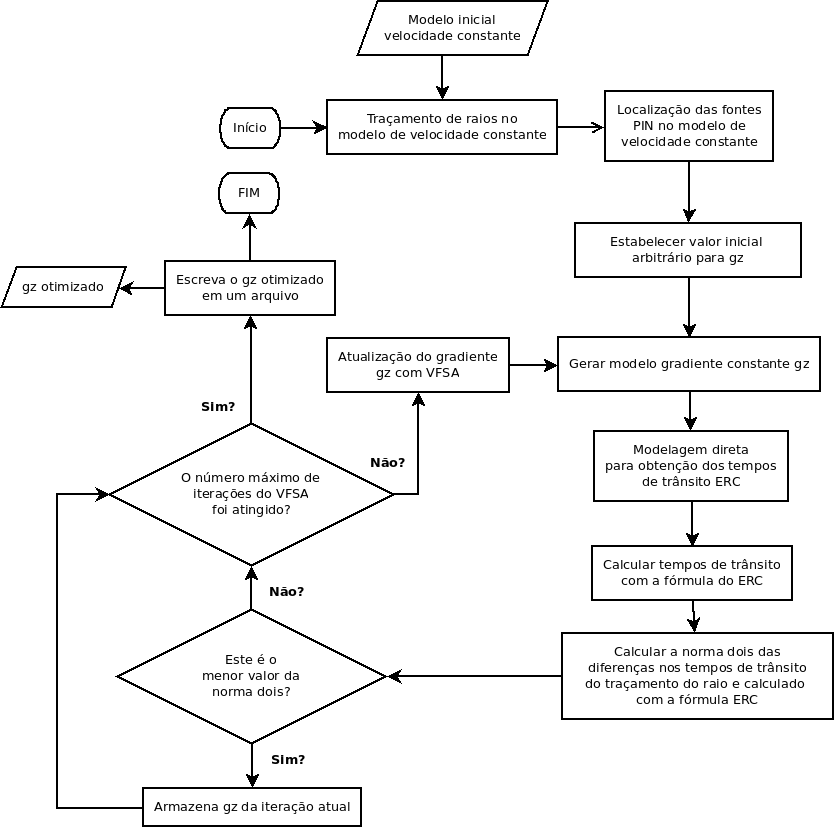 Modelo inicial
velocidade constante
Início
Traçamento de raios no
modelo de velocidade constante
Localização das fontes
PIN no modelo de
velocidade constante
FIM
Estabelecer valor inicial
arbitrário para gz
gz otimizado
Escreva o gz otimizado
em um arquivo
Atualização do gradiente
gz com VFSA
Gerar modelo gradiente constante gz
Sim?
Não?
Modelagem direta
para obtenção dos tempos
de trânsito ERC
O número máximo de
iterações do VFSA
foi atingido?
Calcular tempos de trânsito
com a fórmula do ERC
Não?
Este é o
menor valor da
norma dois?
Calcular a norma dois das
diferenças nos tempos de trânsito
do traçamento do raio e calculado
com a fórmula ERC
Sim?
Armazena gz da iteração atual